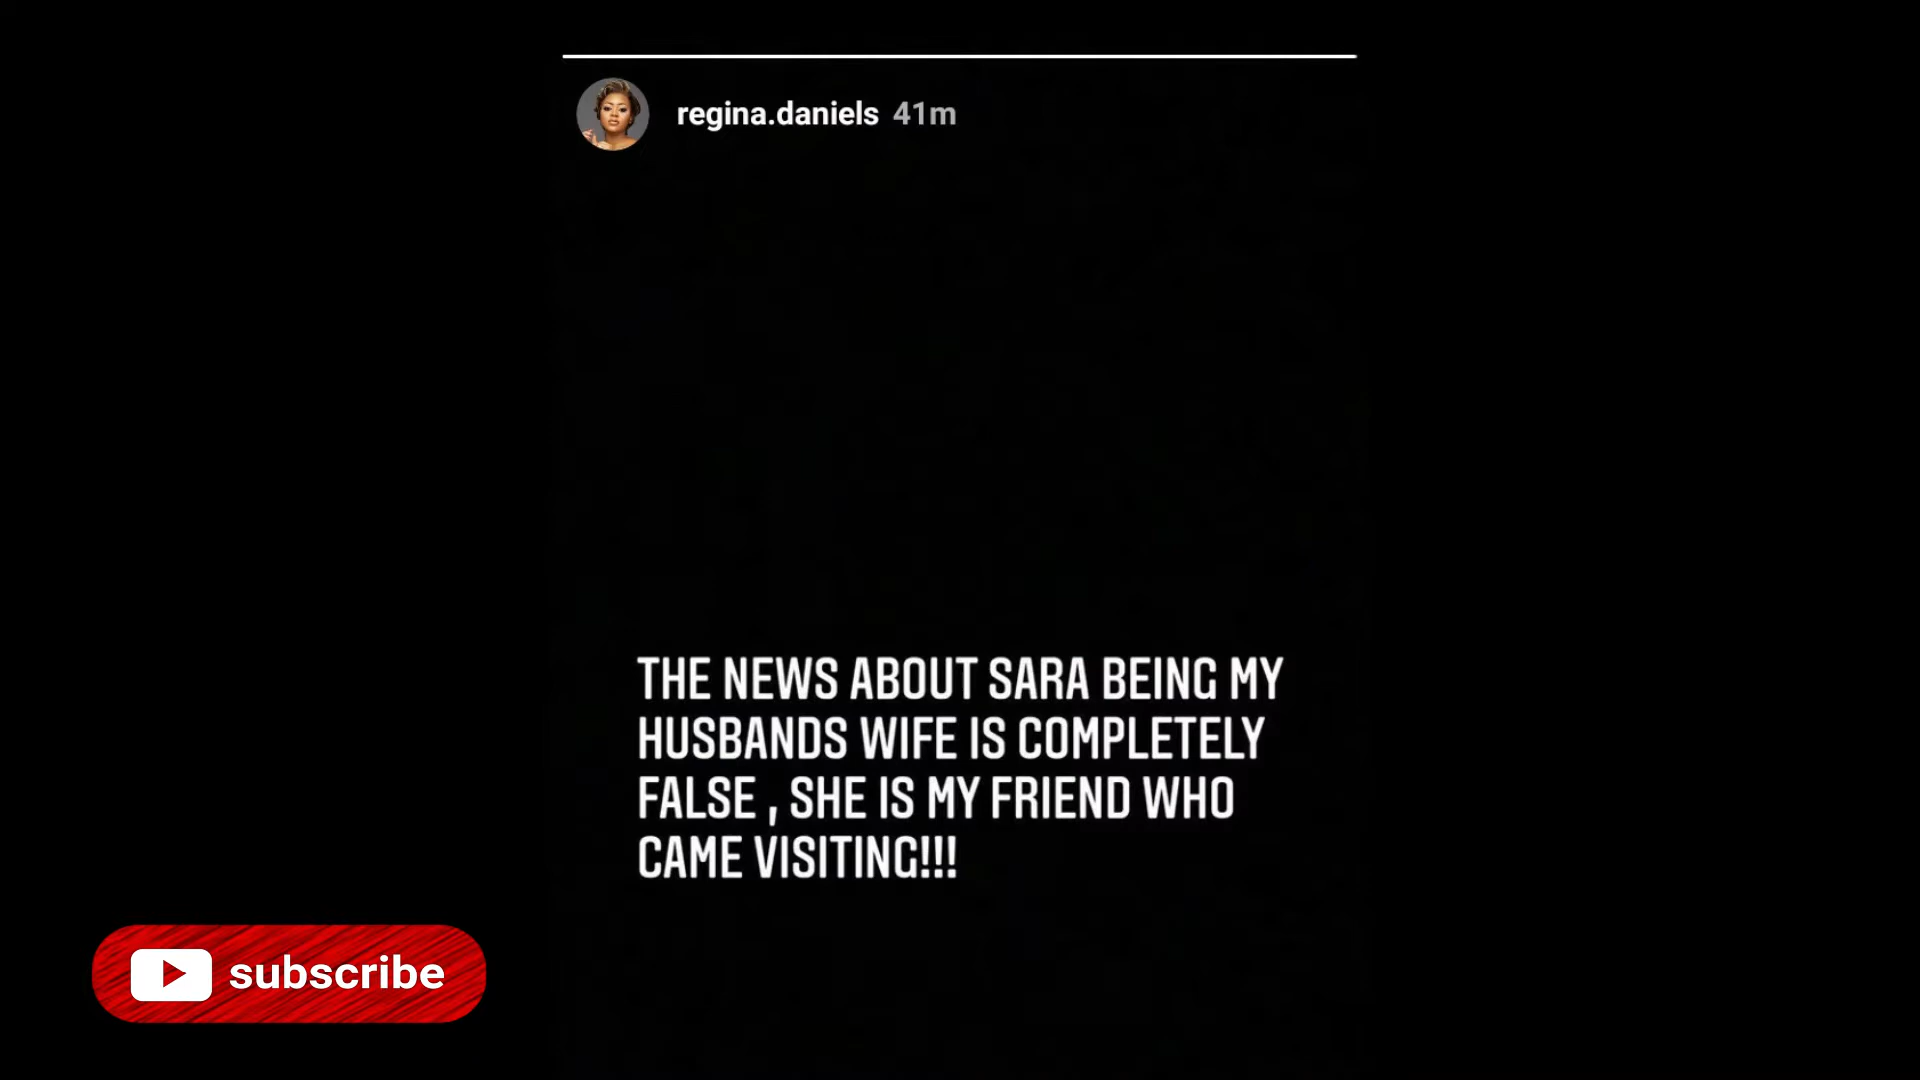 regina.daniels 41m
THE NEWS ABOUT SARA BEING MY
HUSBANDS WIFE IS COMPLETELY
FALSE , SHE IS MY FRIEND WHO
CAME VISITING!!!
subscribe